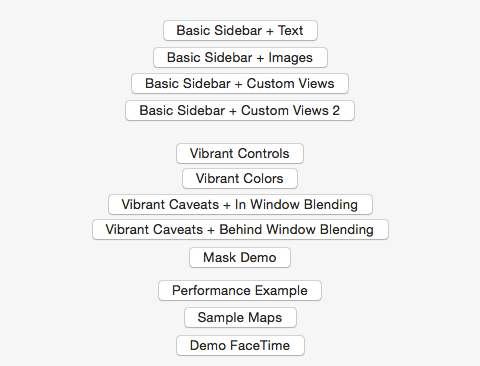 Basic Sidebar + Text
Basic Sidebar + Images
Basic Sidebar + Custom Views
Basic Sidebar + Custom Views 2
Vibrant Controls
Vibrant Colors
Vibrant Caveats + In Window Blending
Vibrant Caveats + Behind Window Blending
Mask Demo
Performance Example
Sample Maps
Demo FaceTime